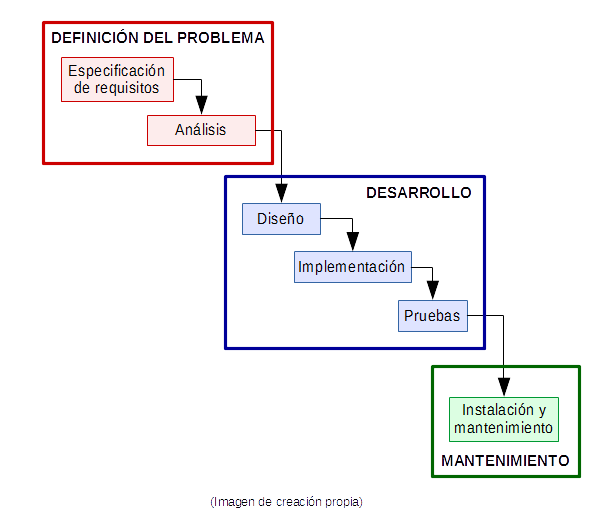 DEFINICIÓN DEL PROBLEMA
Especificación
de requisitos
Análisis
DESARROLLO
Diseño
Implementación
Pruebas
Instalación y
mantenimiento
MANTENIMIENTO
(Imagen de creación propia)